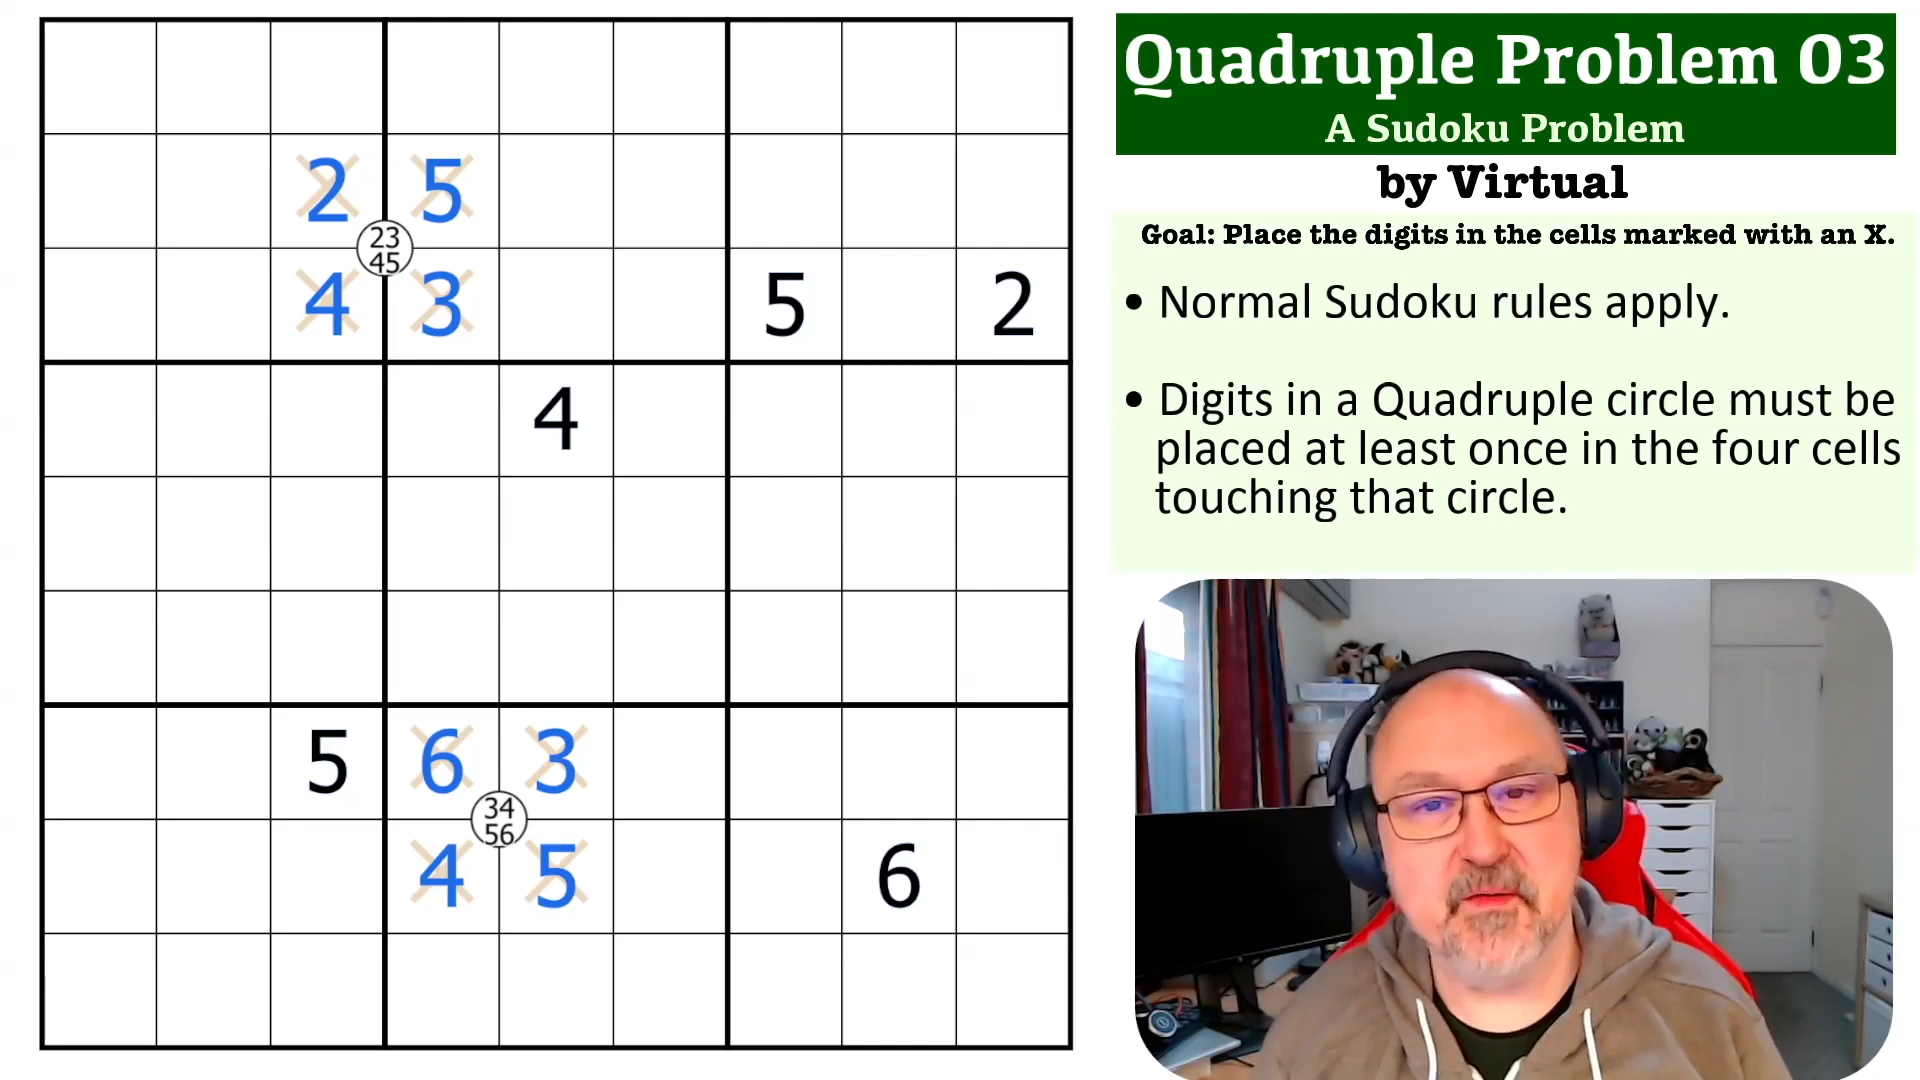 Quadruple Problem 03
A Sudoku Problem
by Virtual
Goal: Place the digits in the cells marked with an X.
• Normal Sudoku rules apply.
• Digits in a Quadruple circle must be
placed at least once in the four cells
touching that circle.
2 5
23
45
4 3 5 2
4
5 6 3
34
56
4 5 6